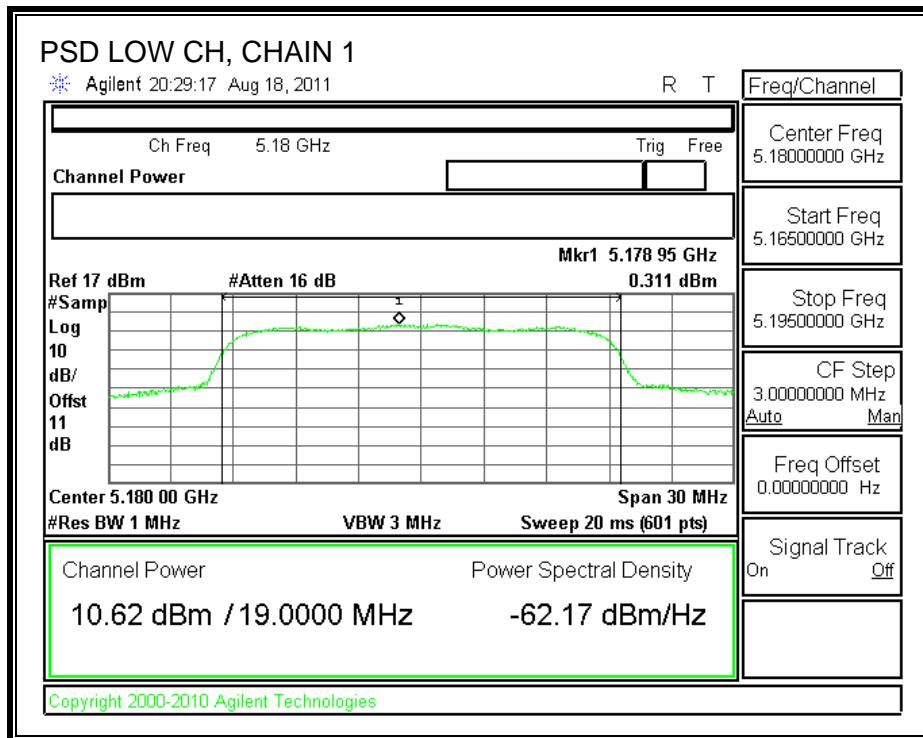 PSD LOW CH, CHAIN 1
Agilent 20:29:17 Aug 18, 2011 R T
Freq/Channel
Ch Freq 5.18 GHz Trig Free
Channel Power
Mkr1 5.178 95 GHz
Ref 17 dBm #Atten 16 dB 0.311 dBm
#Samp
Log
10
dB/
Offst
11
dB
1
Center 5.180 00 GHz Span 30 MHz
#Res BW 1 MHz VBW 3 MHz Sweep 20 ms (601 pts)
Channel Power Power Spectral Density
10.62 dBm / 19.0000 MHz -62.17 dBm/Hz
Center Freq
5.18000000 GHz
Start Freq
5.16500000 GHz
Stop Freq
5.19500000 GHz
CF Step
3.00000000 MHz
Auto Man
Freq Offset
0.00000000 Hz
Signal Track
On Off
Copyright 2000-2010 Agilent Technologies